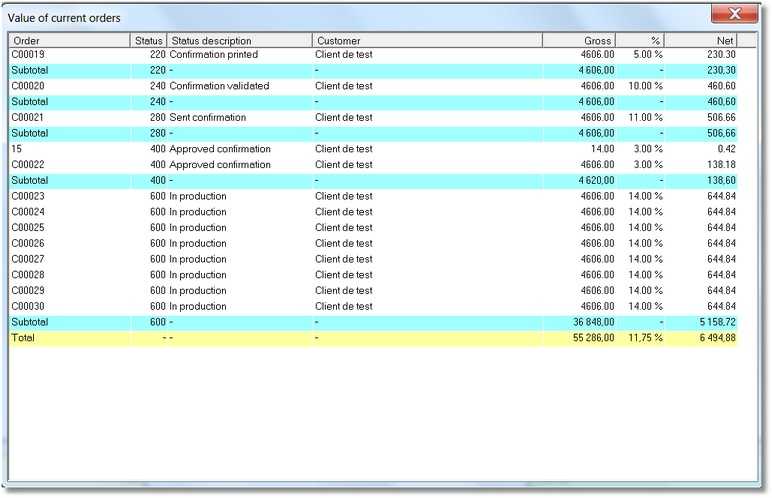 Value of current orders
Order Status Status description Customer Gross % Net
C00019 220 Confirmation printed Client de test 4606.00 5.00 % 230.30
Subtotal 220 - - 4 606,00 - 230,30
C00020 240 Confirmation validated Client de test 4606.00 10.00 % 460.60
Subtotal 240 - - 4 606,00 - 460,60
C00021 280 Sent confirmation Client de test 4606.00 11.00 % 506.66
Subtotal 280 - - 4 606,00 - 506,66
15 400 Approved confirmation Client de test 14.00 3.00 % 0.42
C00022 400 Approved confirmation Client de test 4606.00 3.00 % 138.18
Subtotal 400 - - 4 620,00 - 138,60
C00023 600 In production Client de test 4606.00 14.00 % 644.84
C00024 600 In production Client de test 4606.00 14.00 % 644.84
C00025 600 In production Client de test 4606.00 14.00 % 644.84
C00026 600 In production Client de test 4606.00 14.00 % 644.84
C00027 600 In production Client de test 4606.00 14.00 % 644.84
C00028 600 In production Client de test 4606.00 14.00 % 644.84
C00029 600 In production Client de test 4606.00 14.00 % 644.84
C00030 600 In production Client de test 4606.00 14.00 % 644.84
Subtotal 600 - - 36 848,00 - 5 158,72
Total - - - 55 286,00 11,75 % 6 494,88